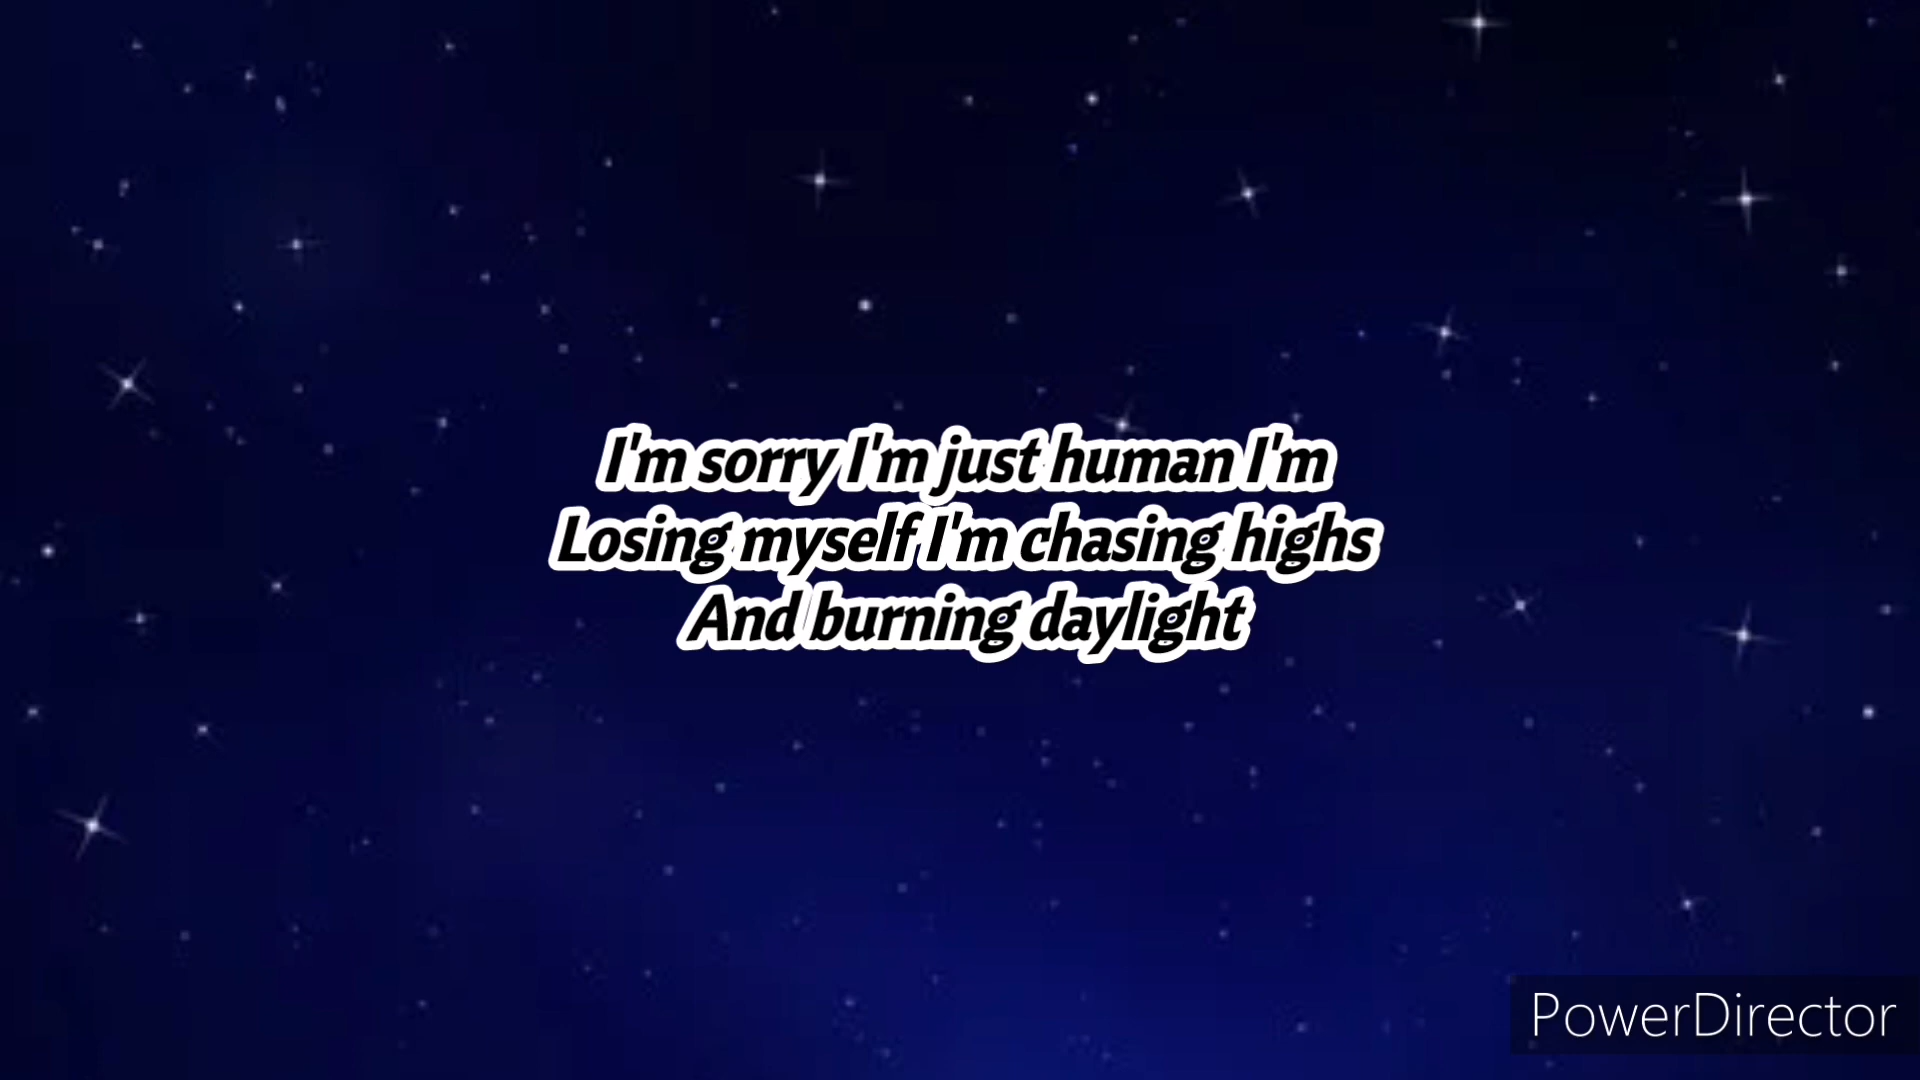 I'm sorry I'm just human I'm
Losing myself I'm chasing highs
And burning daylight
PowerDirector